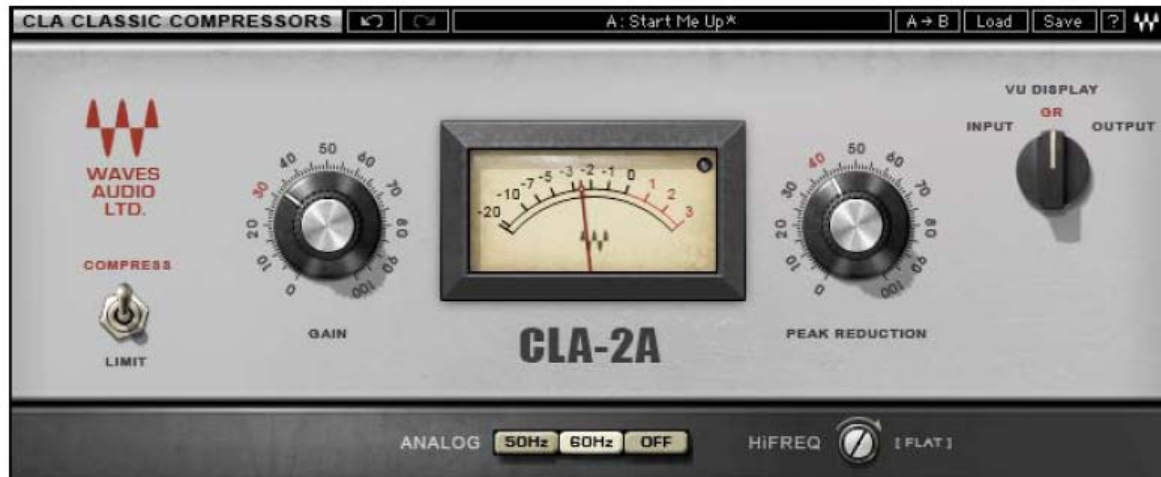 CLA CLASSIC COMPRESSORS A: Start Me Up* A→B Load Save ?
VU DISPLAY
INPUT GR OUTPUT
WAVES
AUDIO
LTD.
COMPRESS
LIMIT
0 10 20 30 40 50 60 70 80 90 100
GAIN
-20 -10 -7 -5 -3 -2 -1 0 1 2 3
CLA-2A
0 10 20 30 40 50 60 70 80 90 100
PEAK REDUCTION
ANALOG 50Hz 60Hz OFF HiFREQ [FLAT]